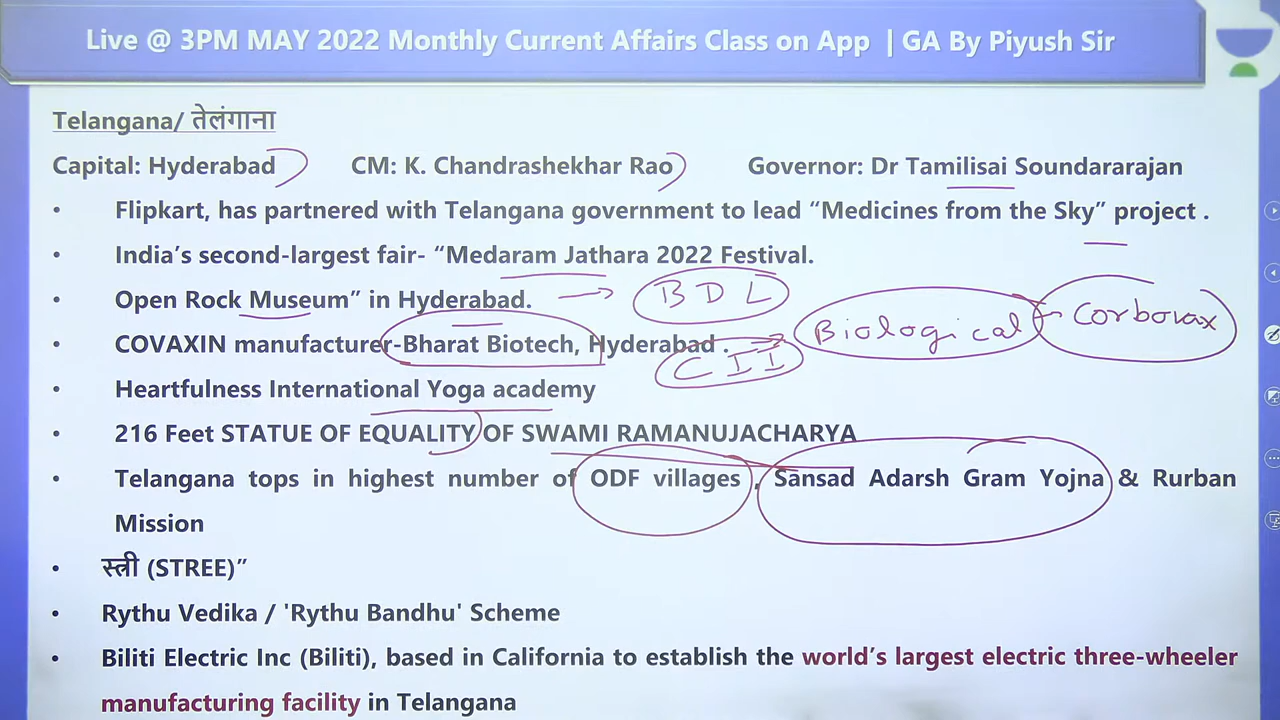 Live @ 3PM MAY 2022 Monthly Current Affairs Class on App | GA By Piyush Sir
Telangana/ तेलंगाना
Capital: Hyderabad CM: K. Chandrashekhar Rao Governor: Dr Tamilisai Soundararajan
• Flipkart, has partnered with Telangana government to lead “Medicines from the Sky” project .
• India’s second-largest fair- “Medaram Jathara 2022 Festival.
• Open Rock Museum” in Hyderabad. → BDL
• COVAXIN manufacturer-Bharat Biotech, Hyderabad . → Biological - Corbovax
CII
• Heartfulness International Yoga academy
• 216 Feet STATUE OF EQUALITY OF SWAMI RAMANUJACHARYA
• Telangana tops in highest number of ODF villages , Sansad Adarsh Gram Yojna & Rurban
Mission
• स्त्री (STREE)”
• Rythu Vedika / 'Rythu Bandhu' Scheme
• Biliti Electric Inc (Biliti), based in California to establish the world’s largest electric three-wheeler
manufacturing facility in Telangana